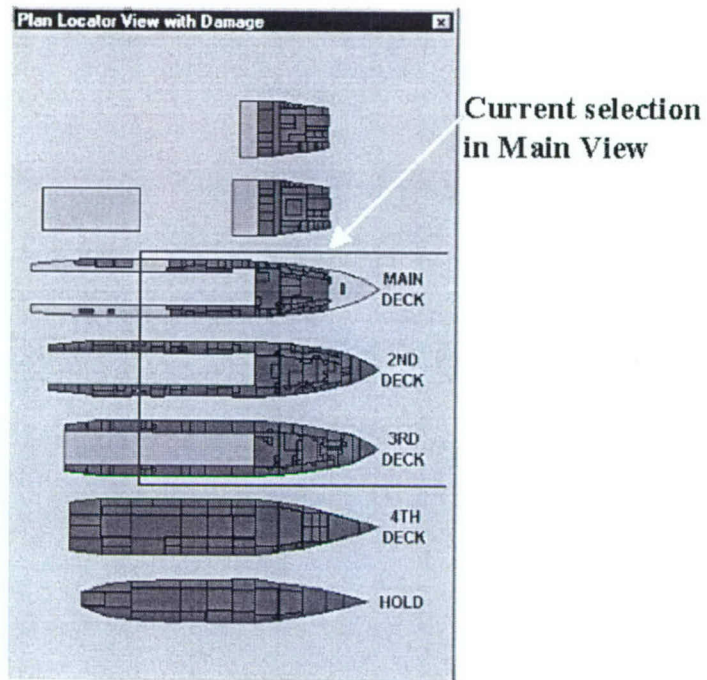 Plan Locator View with Damage
Current selection
in Main View
MAIN
DECK
2ND
DECK
3RD
DECK
4TH
DECK
HOLD